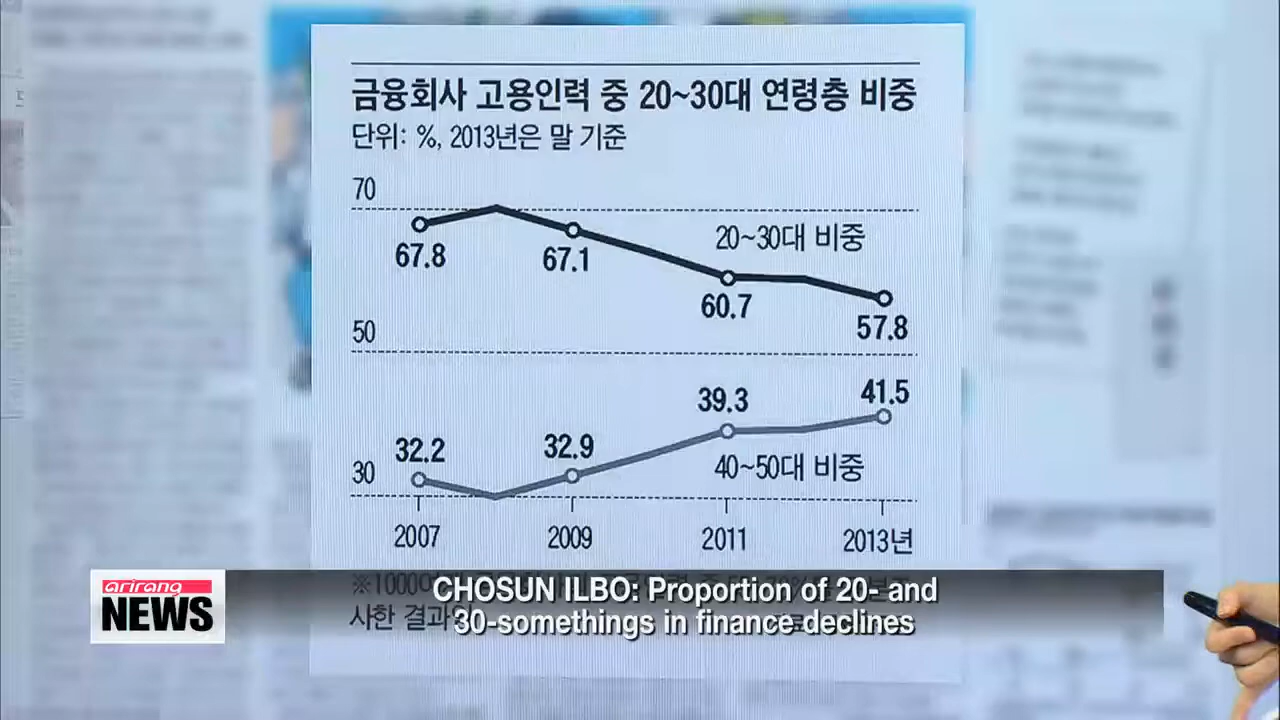 금융회사 고용인력 중 20~30대 연령층 비중
단위: %, 2013년은 말 기준
70
20~30대 비중
67.8
67.1
60.7
57.8
50
41.5
39.3
32.9
32.2
40~50대 비중
30
2007
2009
2011
2013년
사한 결과
arirang
NEWS
CHOSUN ILBO: Proportion of 20- and
30-somethings in finance declines